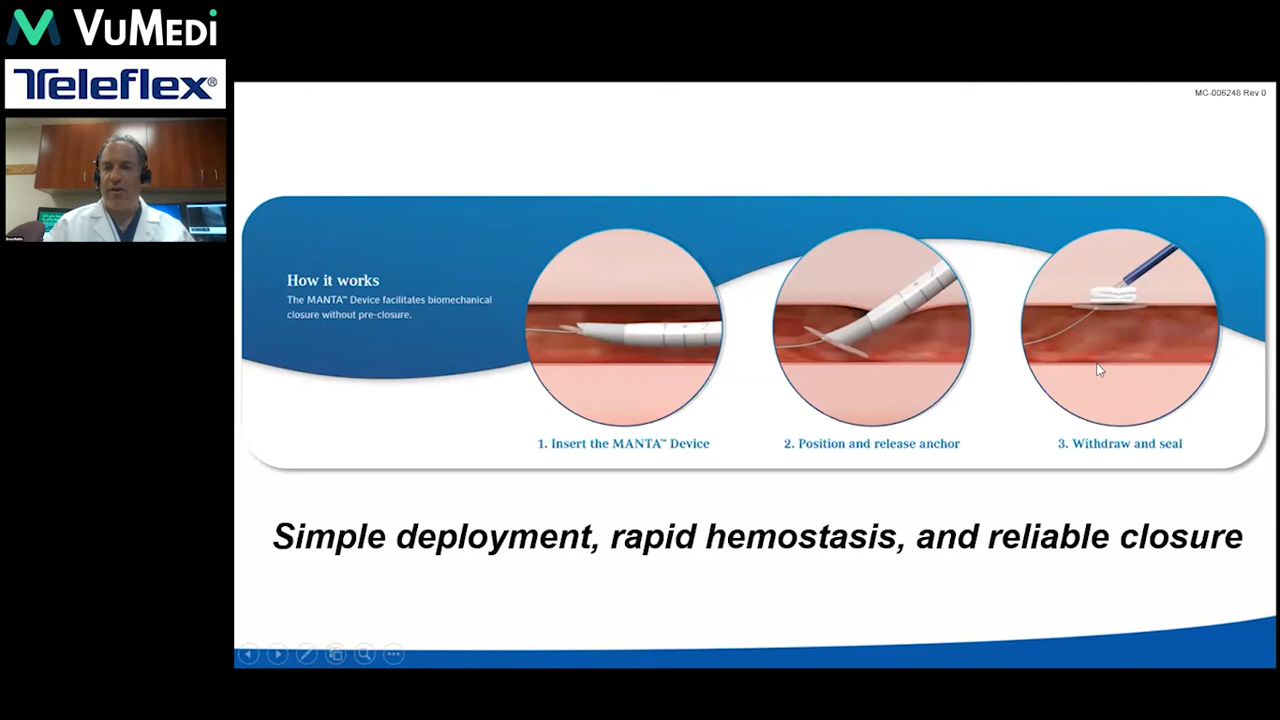 VuMedi
Teleflex®
MC-006248 Rev 0
How it works
The MANTA™ Device facilitates biomechanical
closure without pre-closure.
1. Insert the MANTA™ Device
2. Position and release anchor
3. Withdraw and seal
Simple deployment, rapid hemostasis, and reliable closure